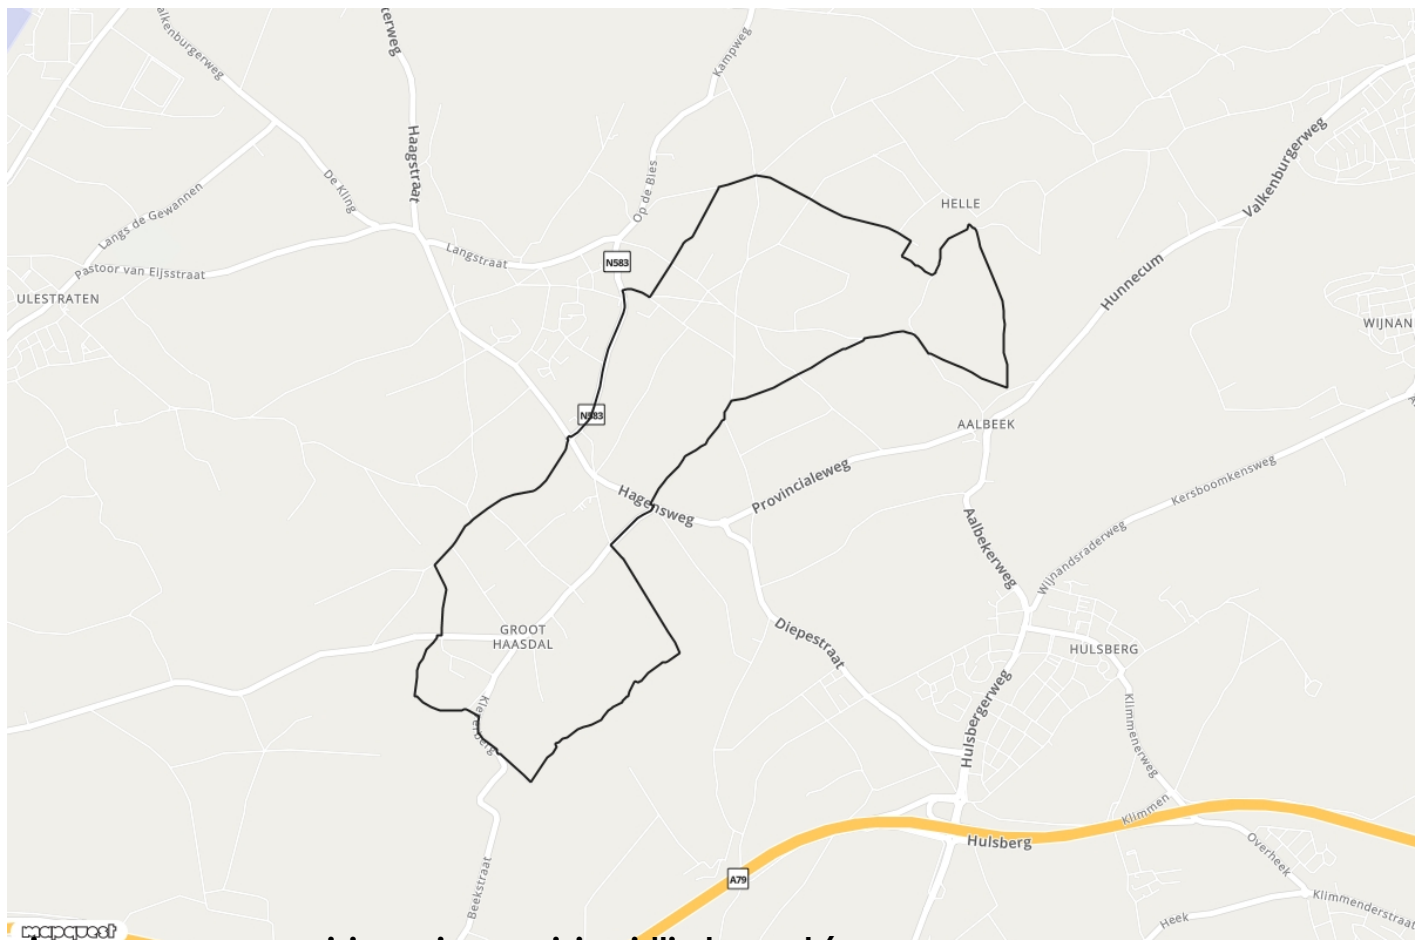 Valkenburgerweg
terweg
Kampweg
Haagstraat
De Kling
Op de Bies
Langs de Gewannen
HELLE
Valkenburgerweg
Langstraat
N583
Pastoor van Eijsstraat
Hunnecum
ULESTRATEN
WIJNAN
N583
AALBEEK
Provincialeweg
Kersboomkensweg
Hagensweg
Aalbekerweg
Wijnandsraderweg
GROOT
HAASDAL
Diepestraat
HULSBERG
Hulsbergerweg
Klimmenerweg
Klimmen
Hulsberg
Overheek
A79
Beekstraat
Klimmenderstraat
Heek
mapquest